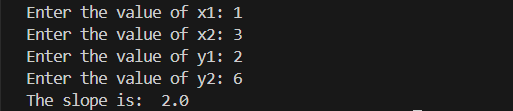 Enter the value of x1: 1
Enter the value of x2: 3
Enter the value of y1: 2
Enter the value of y2: 6
The slope is:  2.0